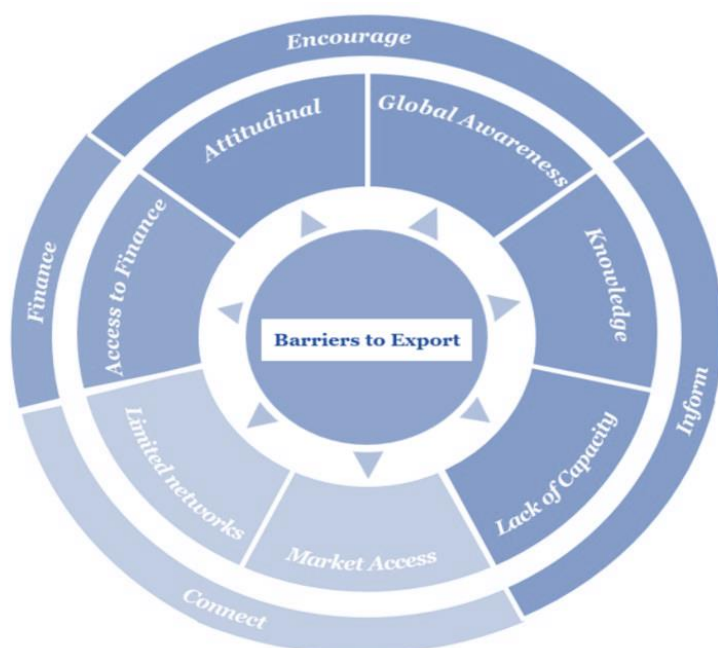 Encourage
Attitudinal
Global Awareness
Finance
Access to Finance
Knowledge
Inform
Barriers to Export
Limited networks
Lack of Capacity
Market Access
Connect